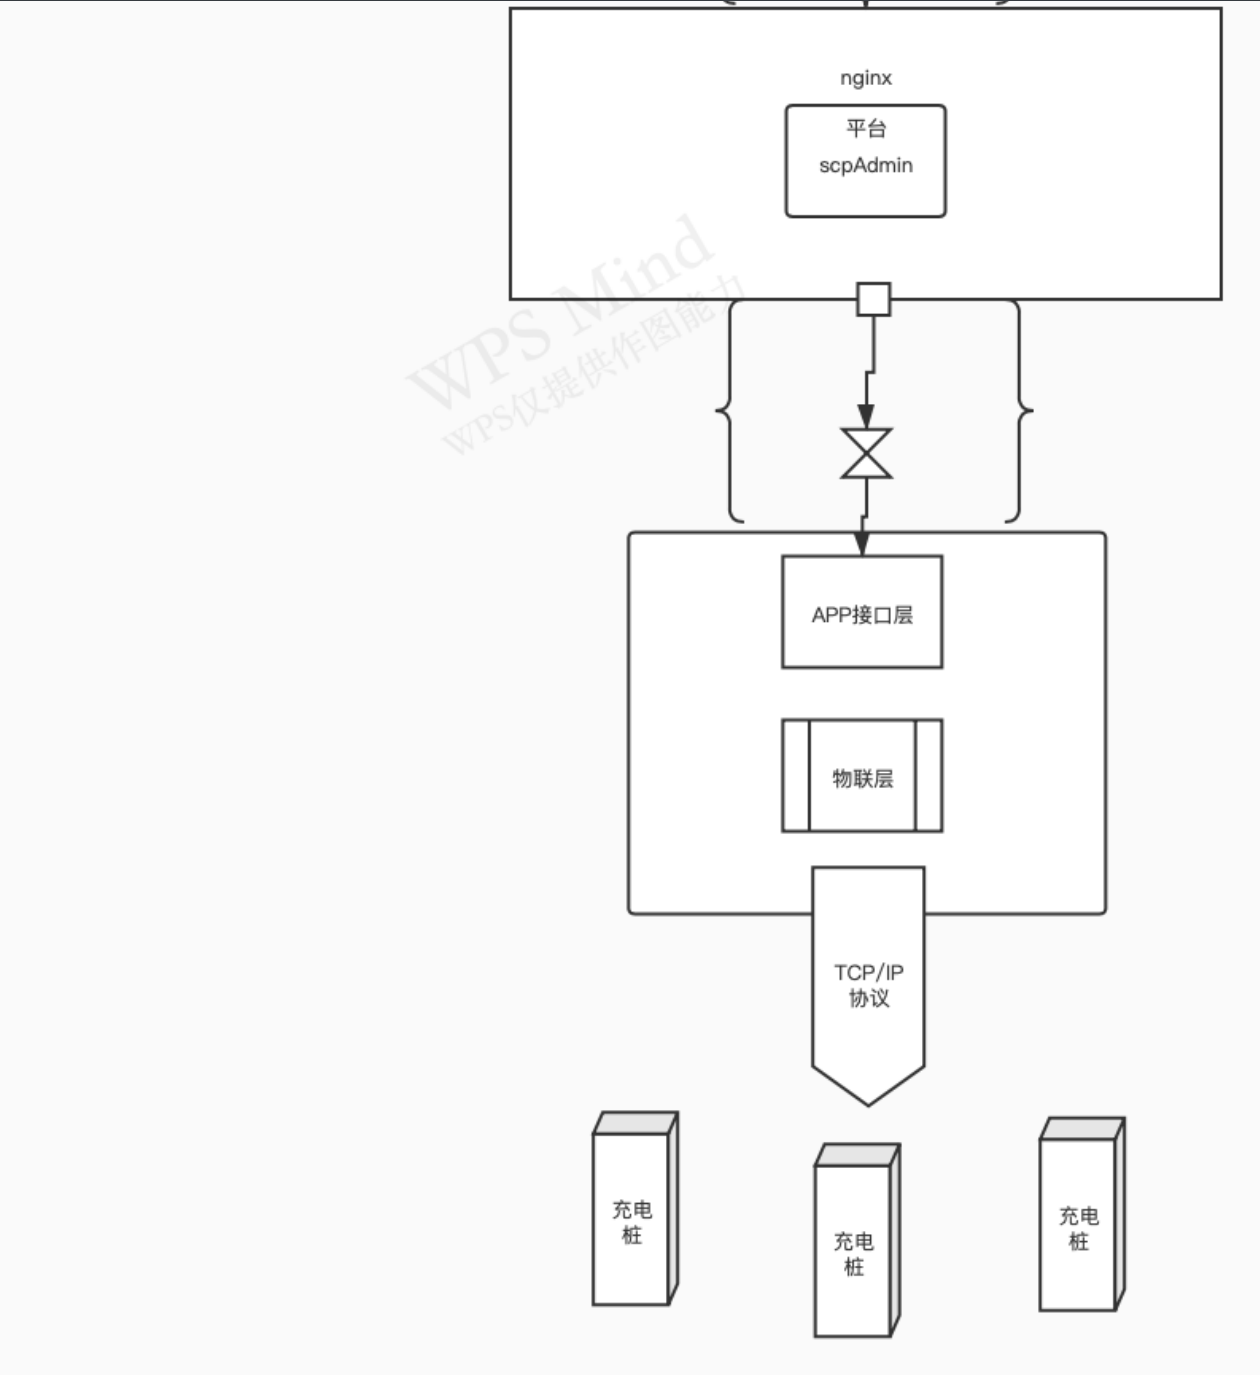 nginx
平台
scpAdmin
WPS Mind
WPS仅提供作图能力
APP接口层
物联层
TCP/IP
协议
充电
桩
充电
桩
充电
桩